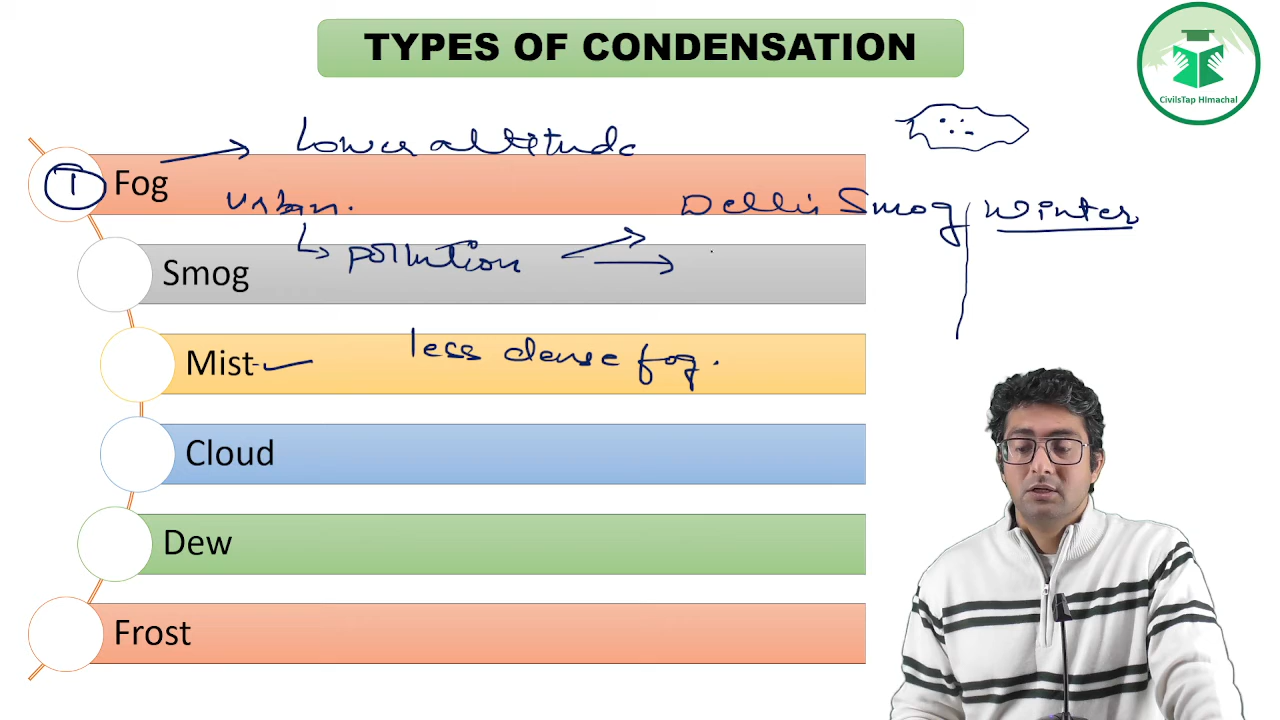 TYPES OF CONDENSATION
CivilsTap Himachal
Lower altitude
1 Fog
urban.
Delhi Smog winter
pollution
Smog
Mist
less dense fog.
Cloud
Dew
Frost